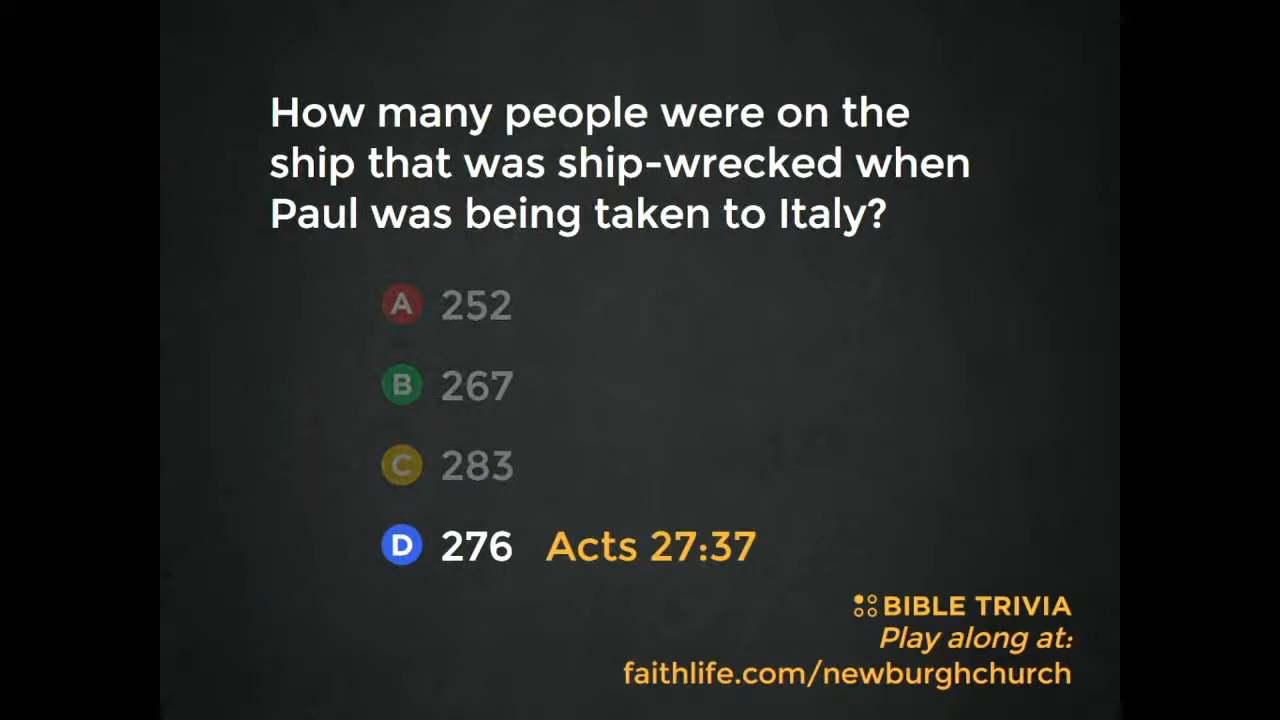 How many people were on the
ship that was ship-wrecked when
Paul was being taken to Italy?
A 252
B 267
C 283
D 276 Acts 27:37
BIBLE TRIVIA
Play along at:
faithlife.com/newburghchurch